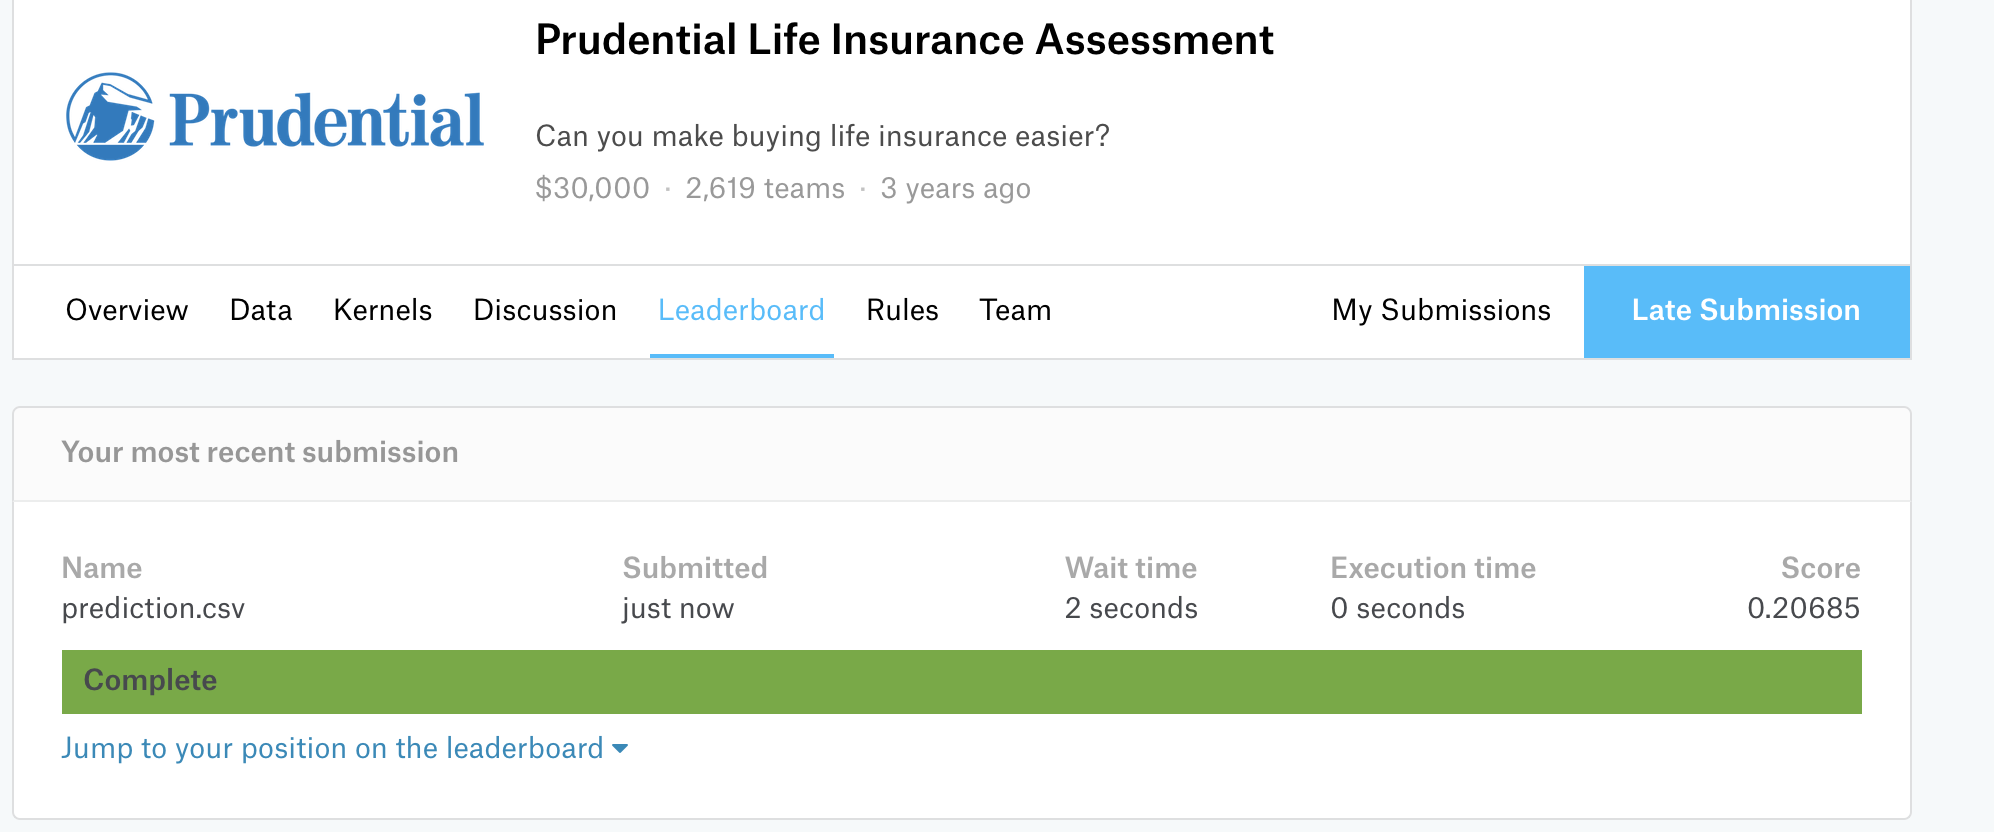 Prudential Life Insurance Assessment
Prudential
Can you make buying life insurance easier?
$30,000 · 2,619 teams · 3 years ago
Overview Data Kernels Discussion Leaderboard Rules Team My Submissions Late Submission
Your most recent submission
Name Submitted Wait time Execution time Score
prediction.csv just now 2 seconds 0 seconds 0.20685
Complete
Jump to your position on the leaderboard